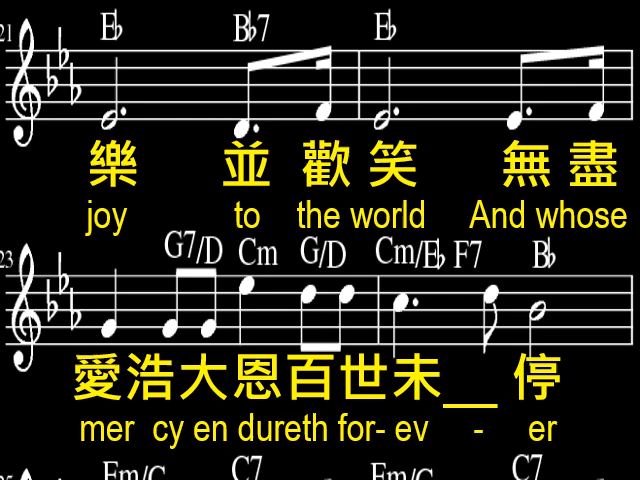 21 E♭ B♭7 E♭
樂 並 歡 笑 無 盡
joy to the world And whose
23 G7/D Cm G/D Cm/E♭ F7 B♭
愛浩大恩百世未__ 停
mer cy en dureth for- ev - er
C7 C7